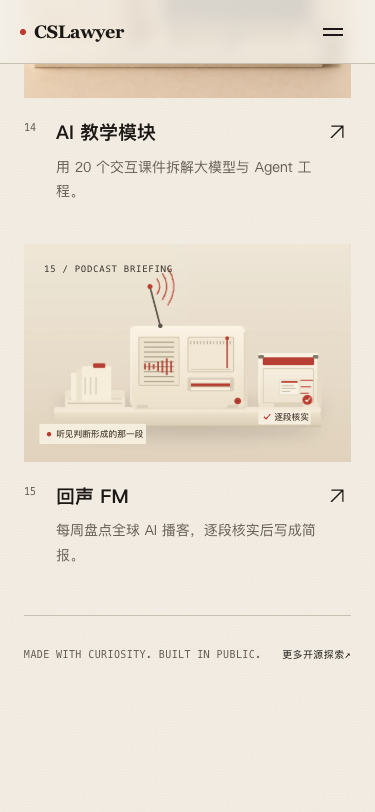 CSLawyer
14
AI 教学模块
用 20 个交互课件拆解大模型与 Agent 工
程。
15 / PODCAST BRIEFING
逐段核实
听见判断形成的那一段
15
回声 FM
每周盘点全球 AI 播客，逐段核实后写成简
报。
MADE WITH CURIOSITY. BUILT IN PUBLIC.
更多开源探索↗